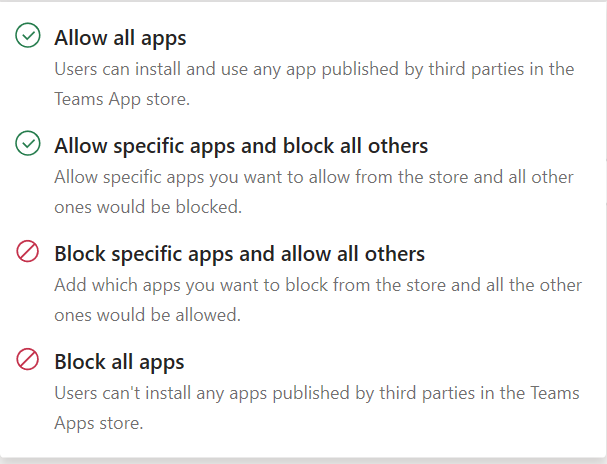 Allow all apps
Users can install and use any app published by third parties in the
Teams App store.
Allow specific apps and block all others
Allow specific apps you want to allow from the store and all other
ones would be blocked.
Block specific apps and allow all others
Add which apps you want to block from the store and all the other
ones would be allowed.
Block all apps
Users can't install any apps published by third parties in the Teams
Apps store.